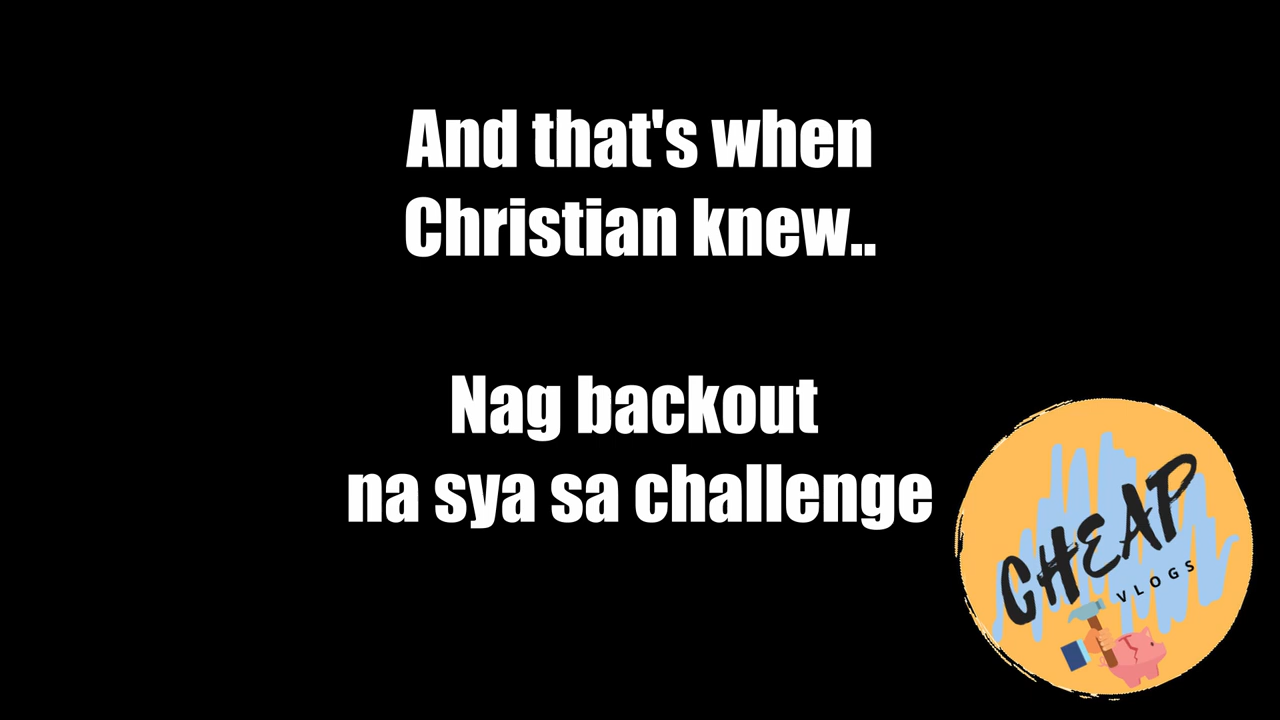 And that's when
Christian knew..
Nag backout
na sya sa challenge
CHEAP
VLOGS